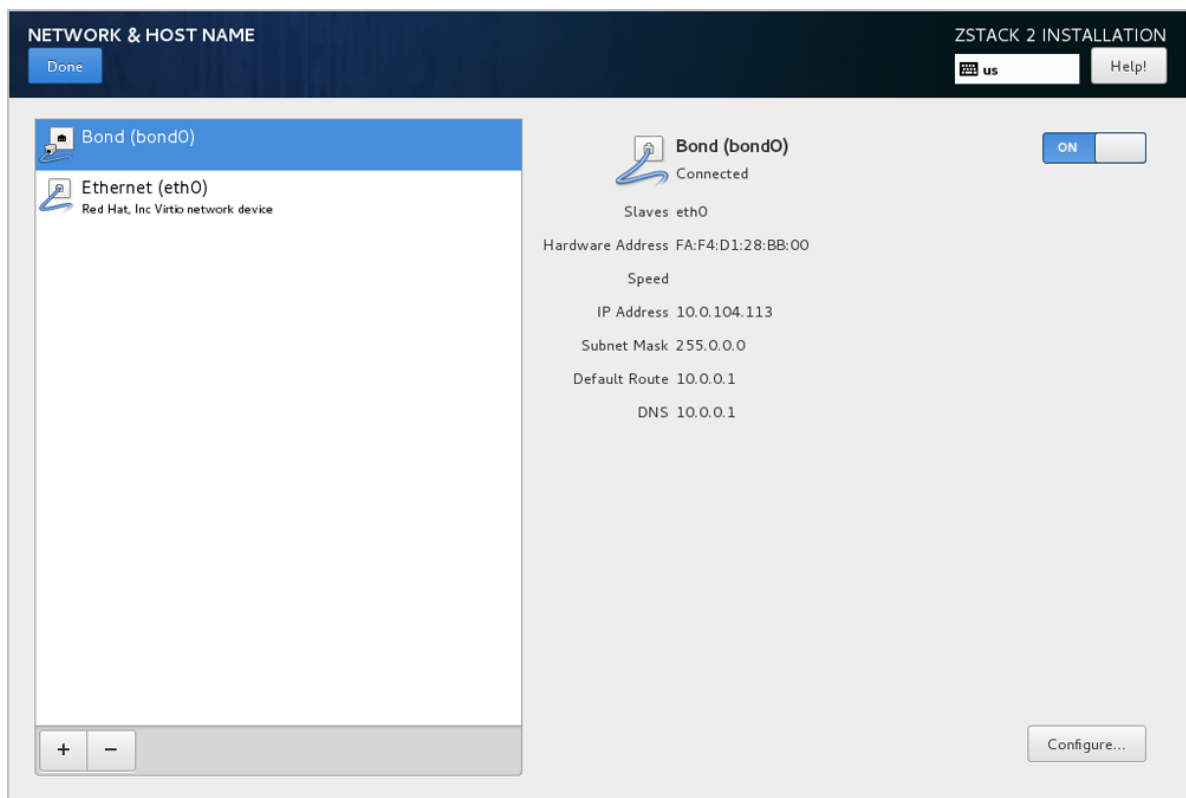 NETWORK & HOST NAME
ZSTACK 2 INSTALLATION
Done
us
Help!
Bond (bond0)
Ethernet (eth0)
Red Hat, Inc Virtio network device
Bond (bond0)
Connected
ON
Slaves eth0
Hardware Address FA:F4:D1:28:BB:00
Speed
IP Address 10.0.104.113
Subnet Mask 255.0.0.0
Default Route 10.0.0.1
DNS 10.0.0.1
+ −
Configure...